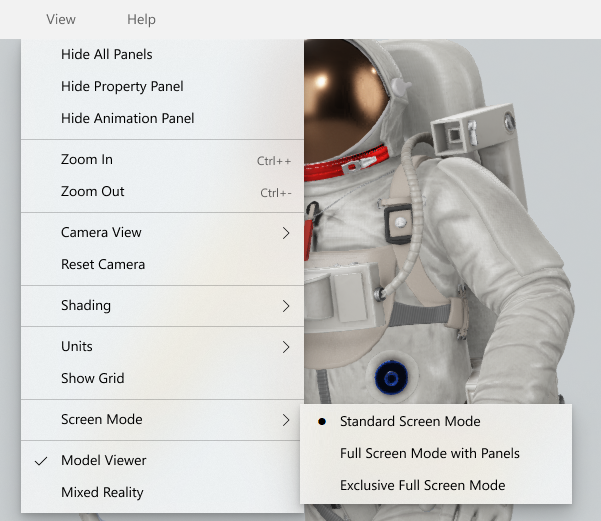 View Help
Hide All Panels
Hide Property Panel
Hide Animation Panel
Zoom In Ctrl++
Zoom Out Ctrl+-
Camera View
Reset Camera
Shading
Units
Show Grid
Screen Mode
Standard Screen Mode
Full Screen Mode with Panels
Exclusive Full Screen Mode
Model Viewer
Mixed Reality